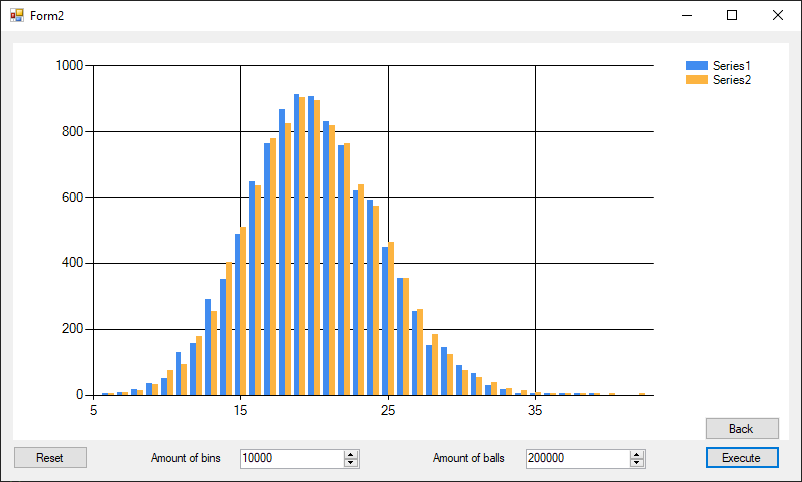 Form2
1000
800
600
400
200
0
5 15 25 35
Series1
Series2
Back
Reset Amount of bins 10000 Amount of balls 200000 Execute